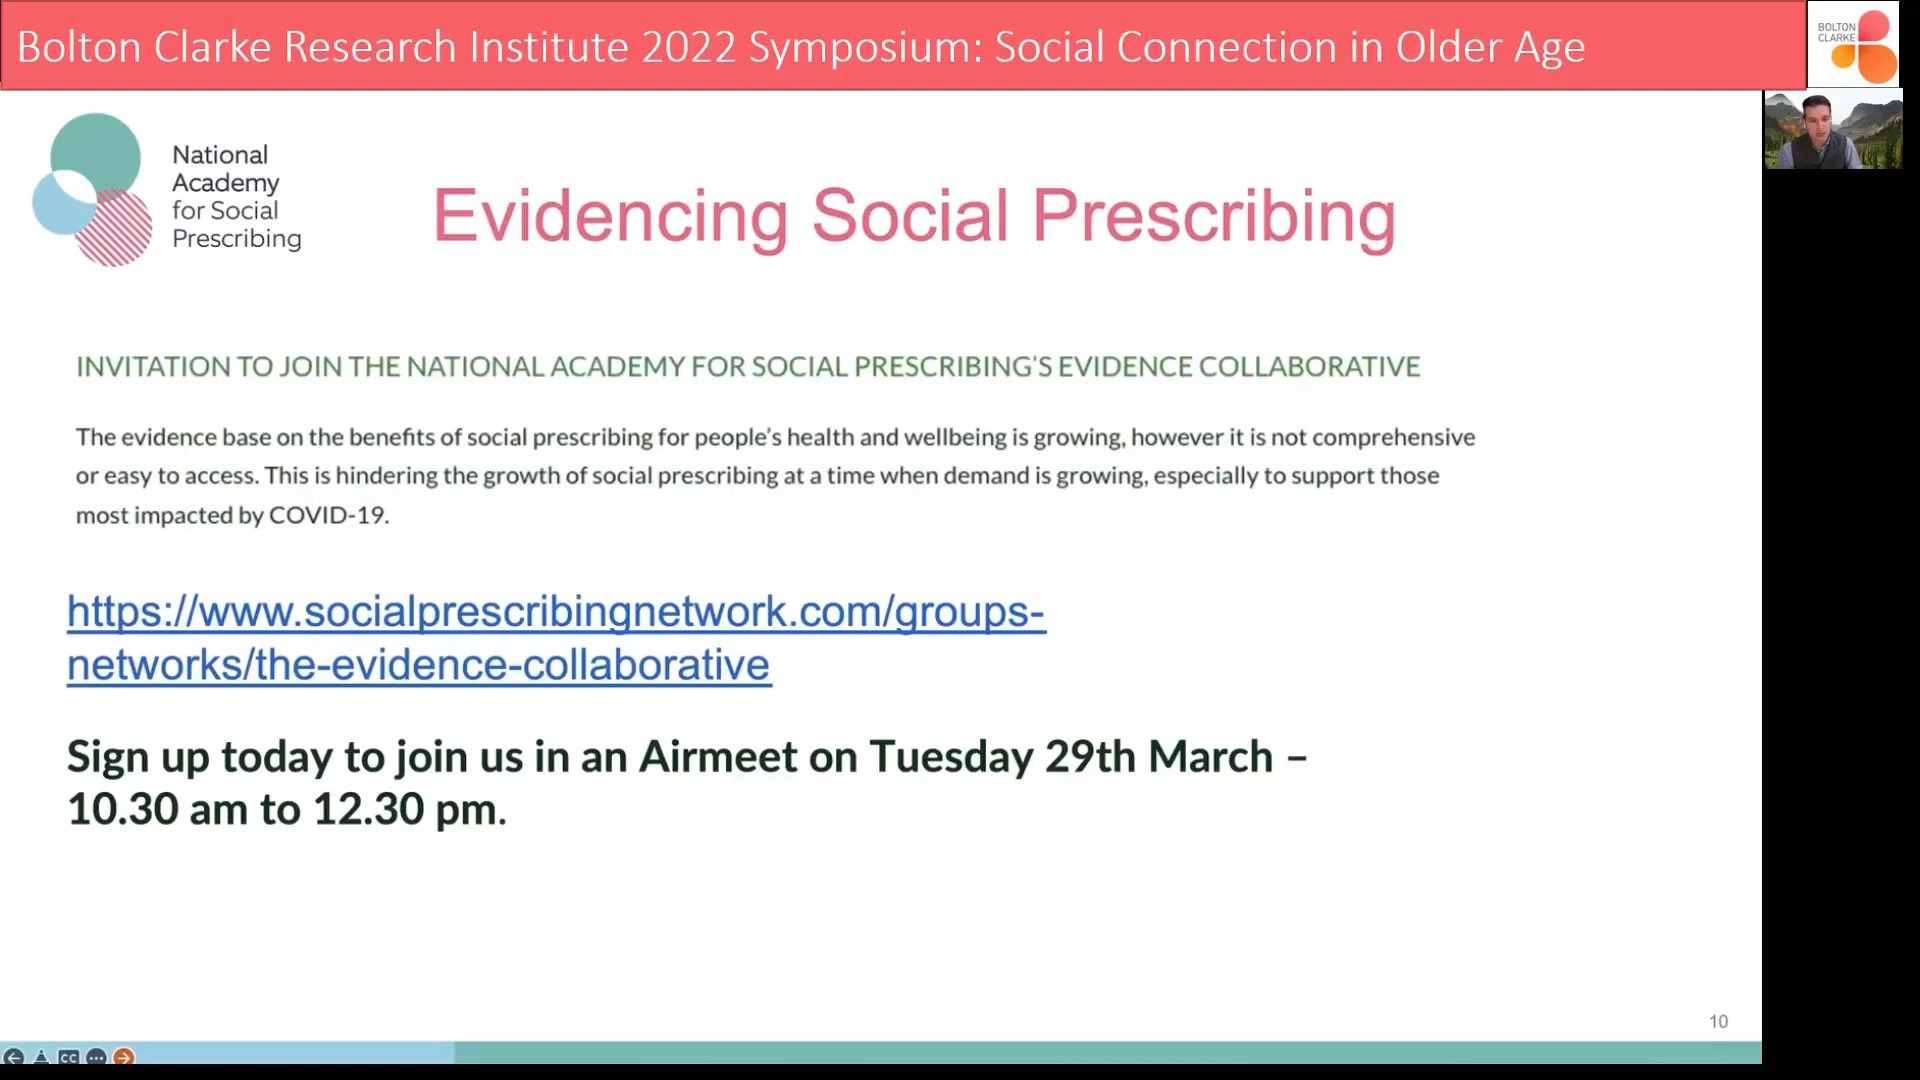 Bolton Clarke Research Institute 2022 Symposium: Social Connection in Older Age
BOLTON
CLARKE
National
Academy
for Social
Prescribing
Evidencing Social Prescribing
INVITATION TO JOIN THE NATIONAL ACADEMY FOR SOCIAL PRESCRIBING'S EVIDENCE COLLABORATIVE
The evidence base on the benefits of social prescribing for people's health and wellbeing is growing, however it is not comprehensive
or easy to access. This is hindering the growth of social prescribing at a time when demand is growing, especially to support those
most impacted by COVID-19.
https://www.socialprescribingnetwork.com/groups-
networks/the-evidence-collaborative
Sign up today to join us in an Airmeet on Tuesday 29th March –
10.30 am to 12.30 pm.
10
CC